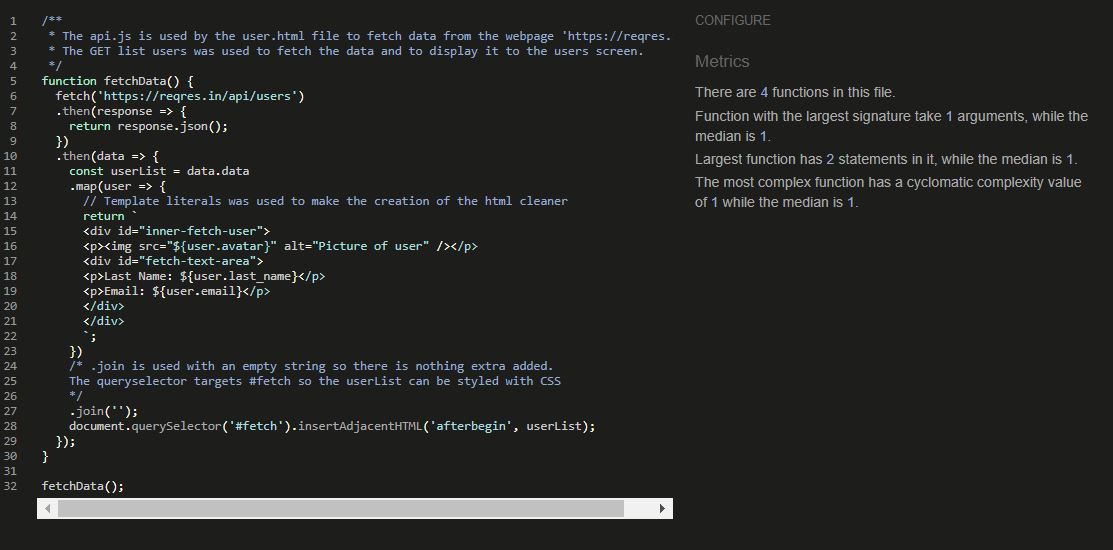 1 /**
2  * The api.js is used by the user.html file to fetch data from the webpage 'https://reqres.
3  * The GET list users was used to fetch the data and to display it to the users screen.
4  */
5 function fetchData() {
6   fetch('https://reqres.in/api/users')
7   .then(response => {
8     return response.json();
9   })
10   .then(data => {
11     const userList = data.data
12     .map(user => {
13       // Template literals was used to make the creation of the html cleaner
14       return `
15       <div id="inner-fetch-user">
16       <p><img src="${user.avatar}" alt="Picture of user" /></p>
17       <div id="fetch-text-area">
18       <p>Last Name: ${user.last_name}</p>
19       <p>Email: ${user.email}</p>
20       </div>
21       </div>
22       `;
23     })
24     /* .join is used with an empty string so there is nothing extra added.
25     The queryselector targets #fetch so the userList can be styled with CSS
26     */
27     .join('');
28     document.querySelector('#fetch').insertAdjacentHTML('afterbegin', userList);
29   });
30 }
31
32 fetchData();
CONFIGURE
Metrics
There are 4 functions in this file.
Function with the largest signature take 1 arguments, while the
median is 1.
Largest function has 2 statements in it, while the median is 1.
The most complex function has a cyclomatic complexity value
of 1 while the median is 1.